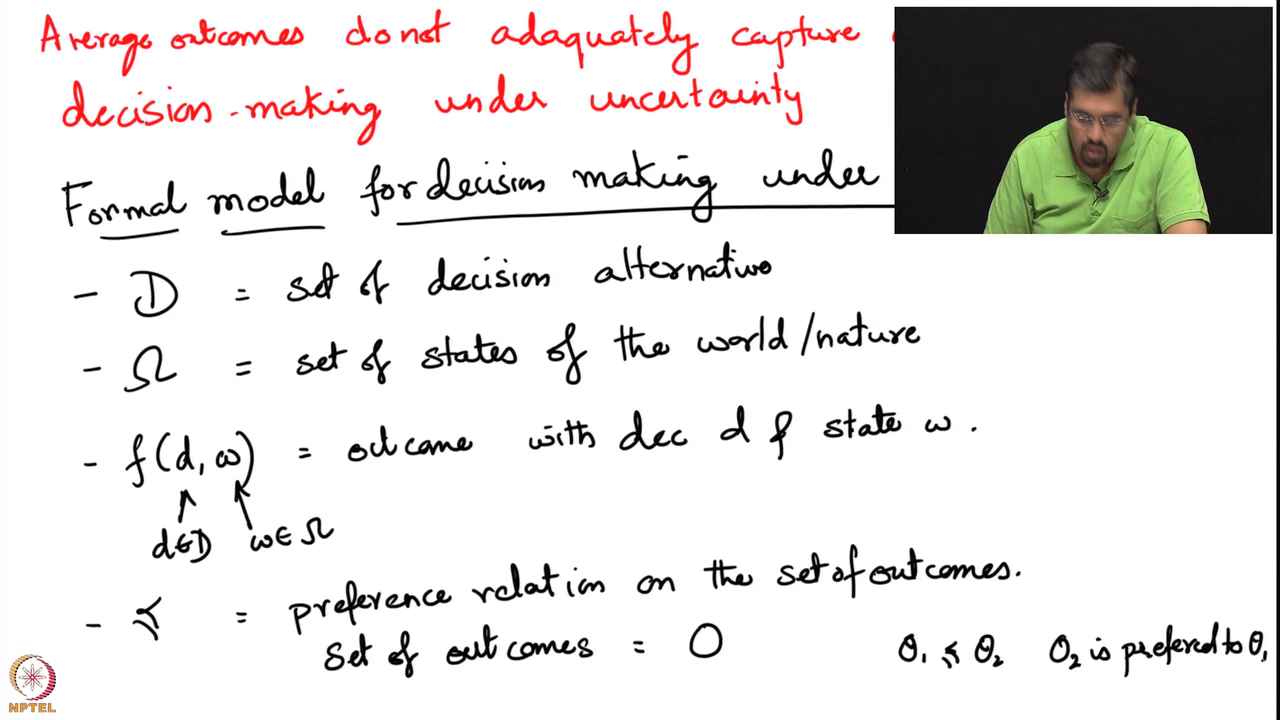 Average outcomes do not adaquately capture
decision-making under uncertainty
Formal model for decision making under
- D = set of decision alternative
- Ω = set of states of the world/nature
- f(d, ω) = outcome with dec d & state ω.
d∈D ω∈Ω
- ≼ = preference relation on the set of outcomes.
Set of outcomes = O
O₁ ≼ O₂ O₂ is preferred to O₁
NPTEL